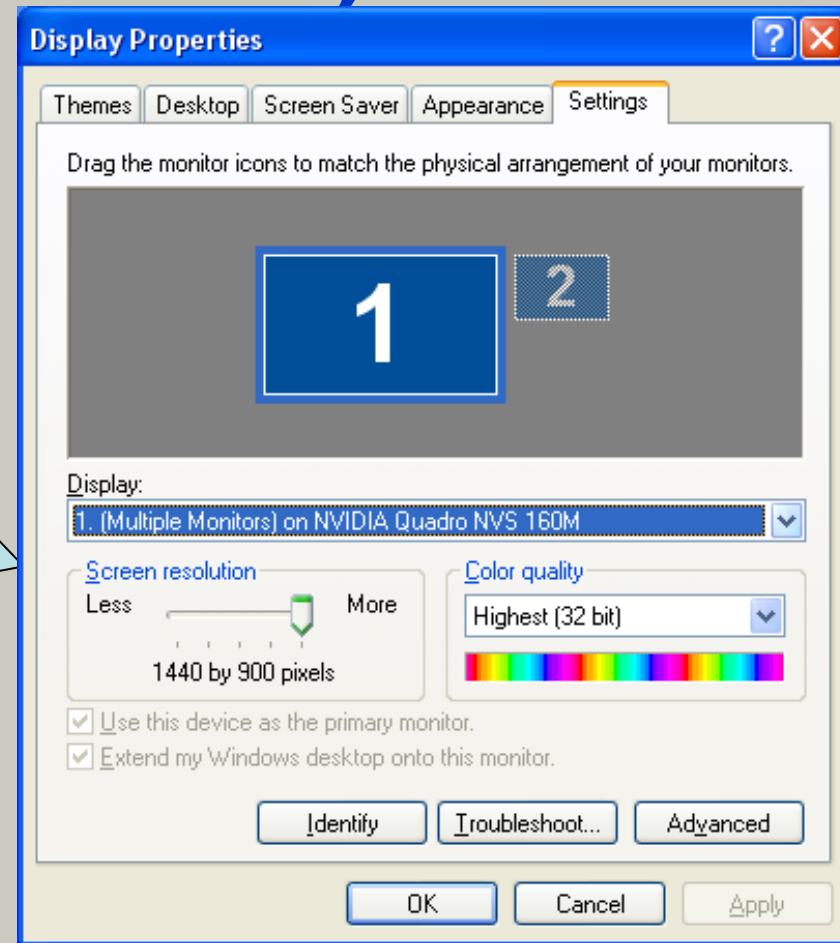 Display Properties
Themes Desktop Screen Saver Appearance Settings
Drag the monitor icons to match the physical arrangement of your monitors.
1 2
Display:
1. (Multiple Monitors) on NVIDIA Quadro NVS 160M
Screen resolution
Less More
1440 by 900 pixels
Color quality
Highest (32 bit)
Use this device as the primary monitor.
Extend my Windows desktop onto this monitor.
Identify Troubleshoot... Advanced
OK Cancel Apply